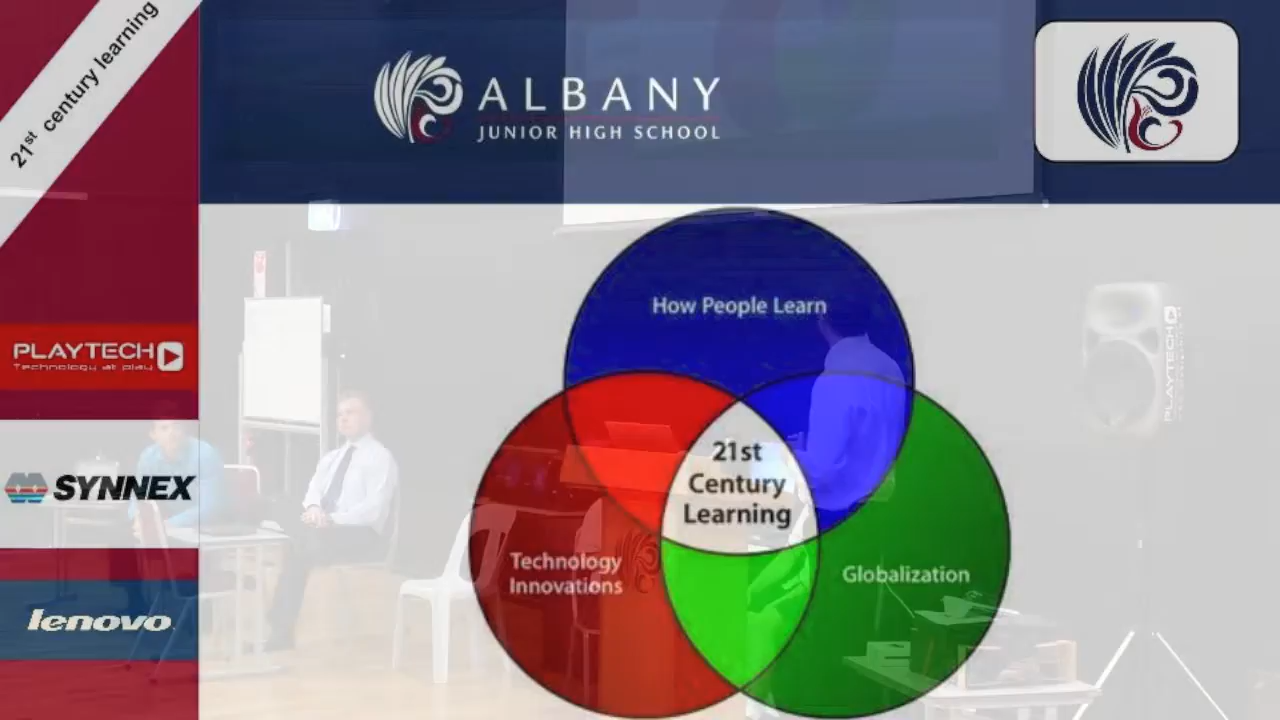 21st century learning
ALBANY
JUNIOR HIGH SCHOOL
PLAYTECH
Technology at play
SYNNEX
lenovo
How People Learn
21st
Century
Learning
Technology
Innovations
Globalization
PLAYTECH